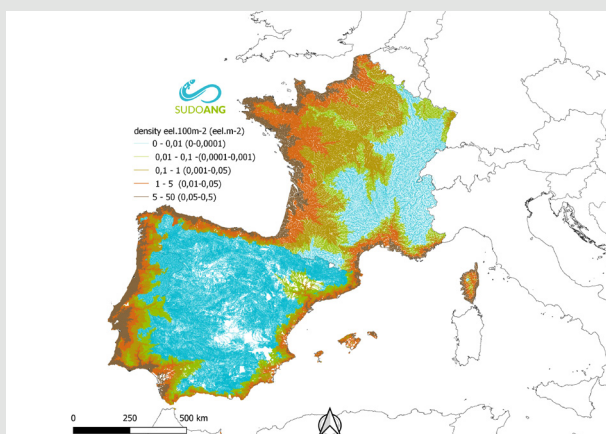 SUDOANG
density eel.100m-2 (eel.m-2)
0 - 0,01 (0-0,0001)
0,01 - 0,1 -(0,0001-0,001)
0,1 - 1 (0,001-0,05)
1 - 5 (0,01-0,05)
5 - 50 (0,05-0,5)
0 250 500 km